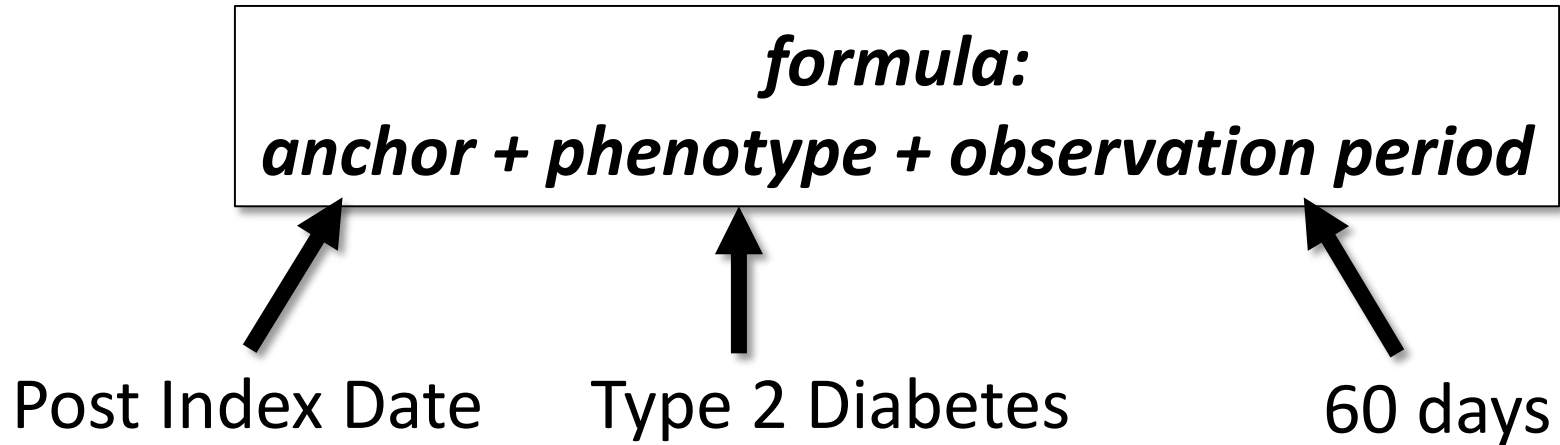 formula:
anchor + phenotype + observation period
Post Index Date
Type 2 Diabetes
60 days